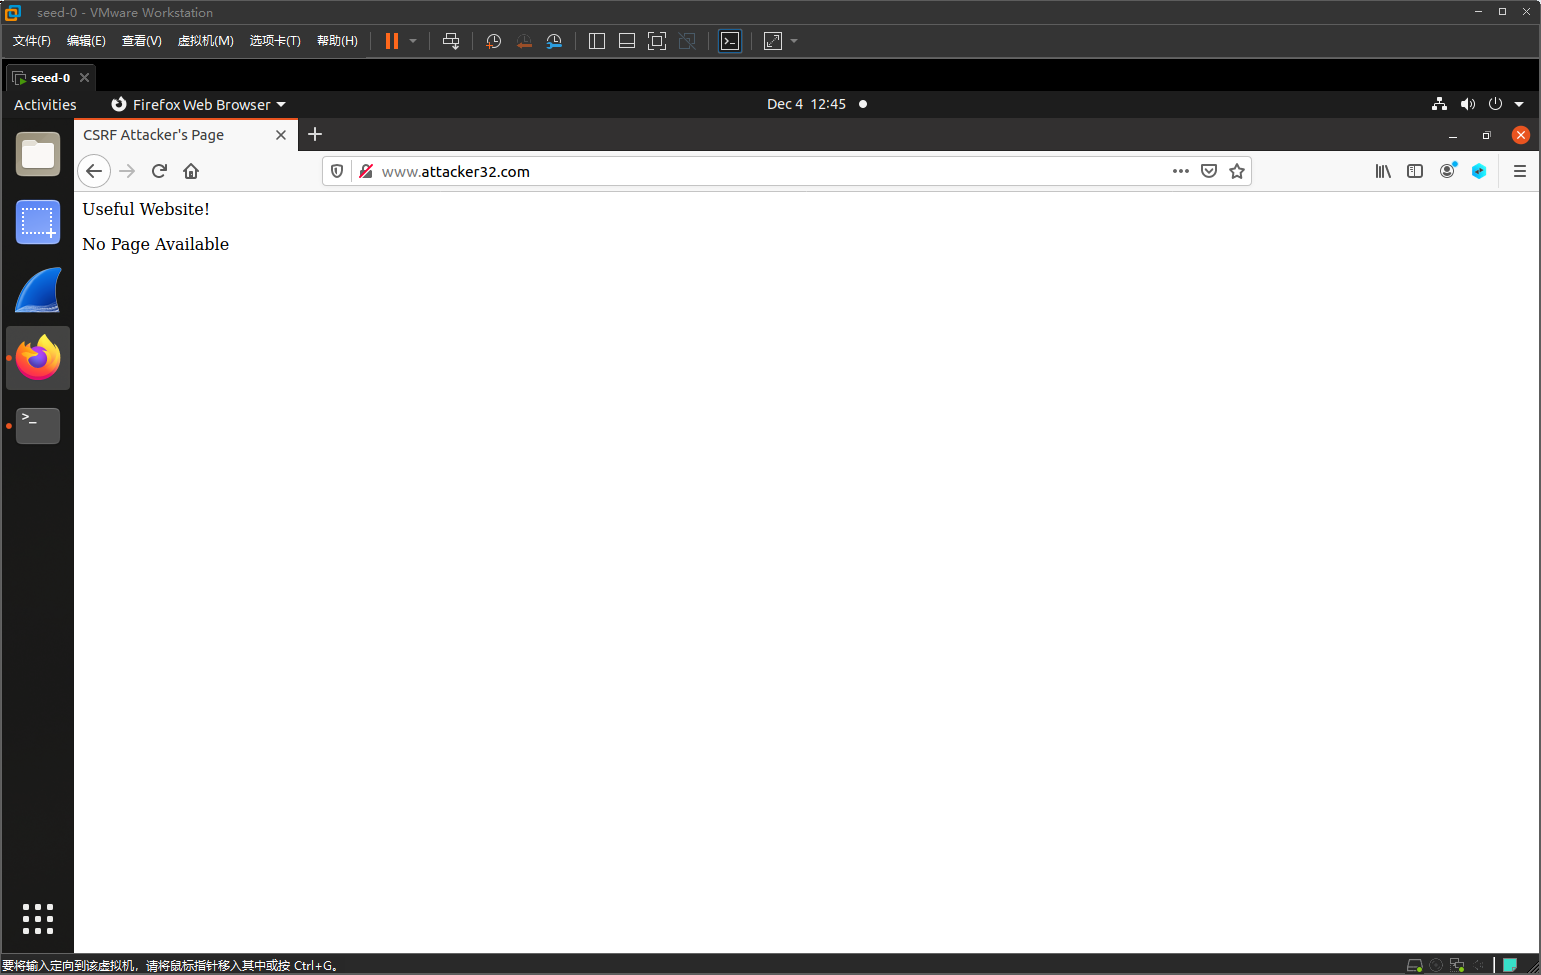 seed-0 - VMware Workstation
文件(F) 编辑(E) 查看(V) 虚拟机(M) 选项卡(T) 帮助(H)
seed-0
Activities Firefox Web Browser Dec 4 12:45
CSRF Attacker's Page
www.attacker32.com
Useful Website!
No Page Available
要将输入定向到该虚拟机，请将鼠标指针移入其中或按 Ctrl+G。